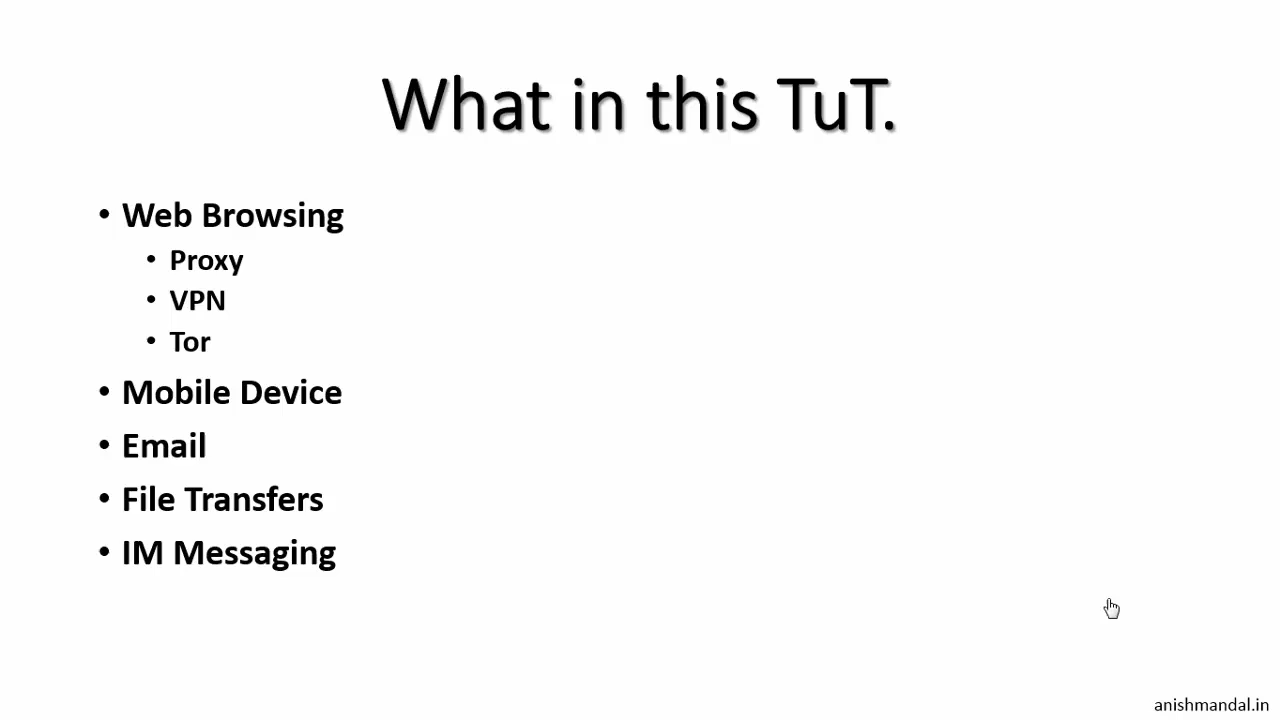 What in this TuT.
• Web Browsing
• Proxy
• VPN
• Tor
• Mobile Device
• Email
• File Transfers
• IM Messaging
anishmandal.in